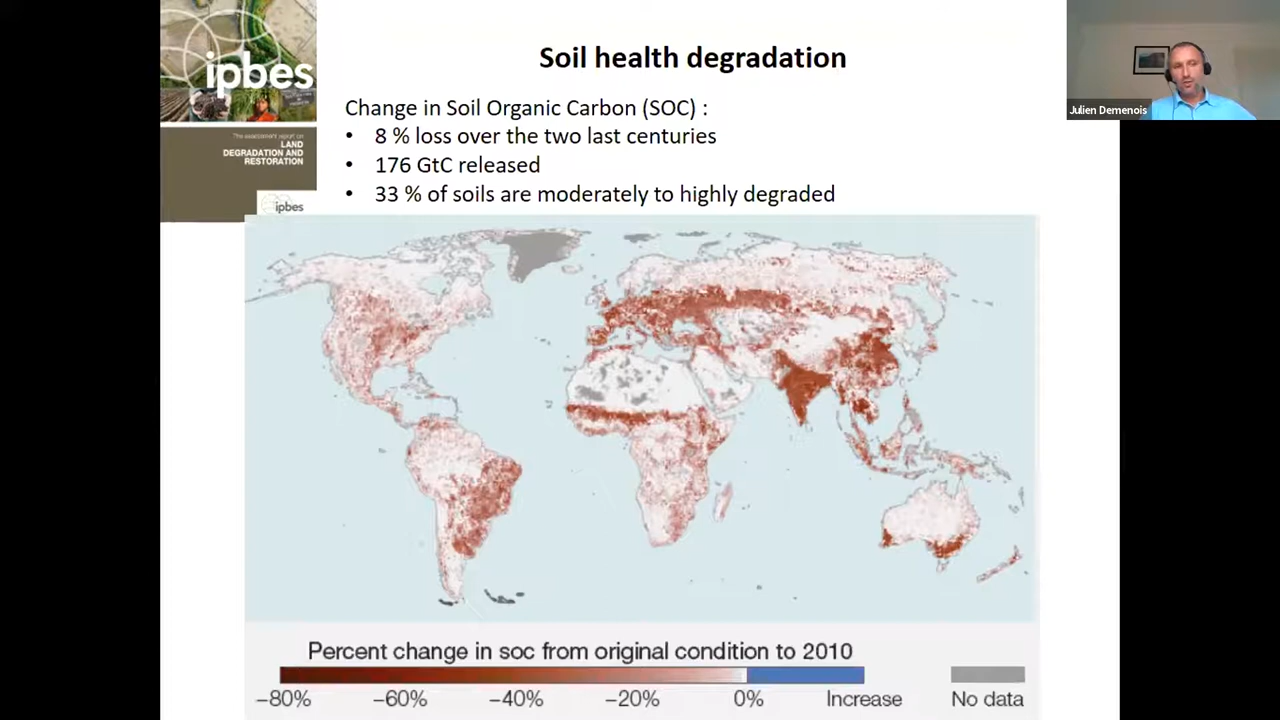 ipbes
The assessment report on
LAND
DEGRADATION AND
RESTORATION
ipbes
Soil health degradation
Change in Soil Organic Carbon (SOC) :
• 8 % loss over the two last centuries
• 176 GtC released
• 33 % of soils are moderately to highly degraded
Julien Demenois
Percent change in soc from original condition to 2010
−80% −60% −40% −20% 0% Increase No data